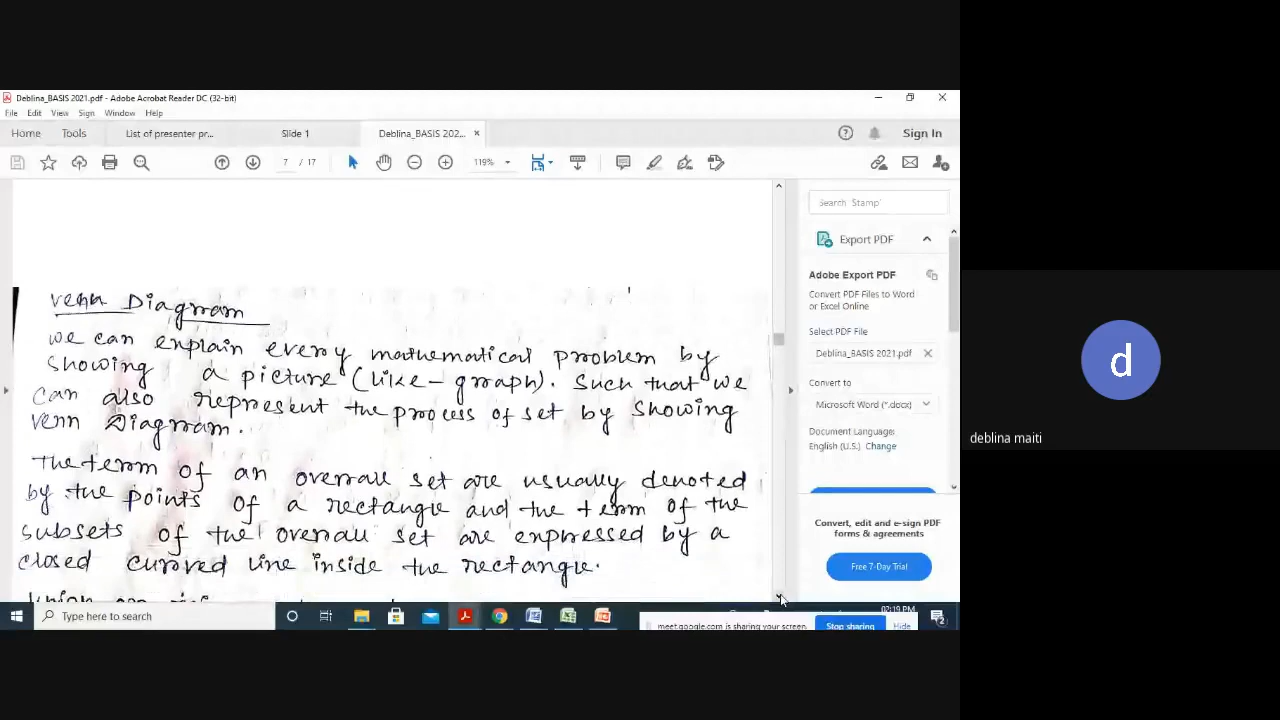 Deblina_BASIS 2021.pdf - Adobe Acrobat Reader DC (32-bit)
File Edit View Sign Window Help
Home Tools List of presenter pr... Slide 1 Deblina_BASIS 202... × Sign In
7 / 17 119%
Search 'Stamp'
Export PDF
Adobe Export PDF
Convert PDF Files to Word
or Excel Online
Select PDF File
Deblina_BASIS 2021.pdf
Convert to
Microsoft Word (*.docx)
Document Language:
English (U.S.) Change
Convert, edit and e-sign PDF
forms & agreements
Free 7-Day Trial
Venn Diagram
We can explain every mathematical problem by
showing a picture (like-graph). Such that we
can also represent the process of set by showing
Venn Diagram.
The term of an overall set are usually denoted
by the points of a rectangle and the term of the
subsets of the overall set are expressed by a
closed curved line inside the rectangle.
Type here to search
02:19 PM
meet.google.com is sharing your screen. Stop sharing Hide
2
d
deblina maiti